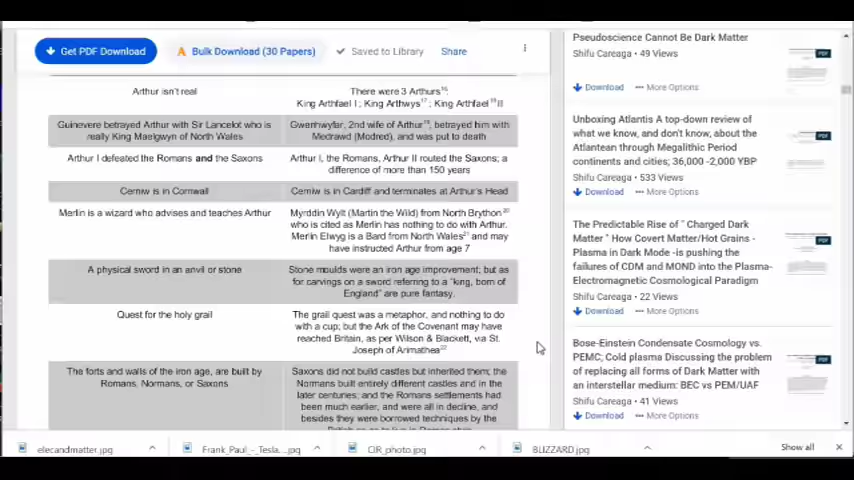 Get PDF Download
Bulk Download (30 Papers)
Saved to Library
Share
Arthur isn't real
There were 3 Arthurs16:
King Arthfael I ; King Arthwys17 ; King Arthfael18 II
Guinevere betrayed Arthur with Sir Lancelot who is
really King Maelgwyn of North Wales
Gwenhwyfar, 2nd wife of Arthur19, betrayed him with
Medrawd (Modred), and was put to death
Arthur I defeated the Romans and the Saxons
Arthur I, the Romans, Arthur II routed the Saxons; a
difference of more than 150 years
Cerniw is in Cornwall
Cerniw is in Cardiff and terminates at Arthur's Head
Merlin is a wizard who advises and teaches Arthur
Myrddin Wylt (Martin the Wild) from North Brython20
who is cited as Merlin has nothing to do with Arthur.
Merlin Elwyg is a Bard from North Wales21 and may
have instructed Arthur from age 7
A physical sword in an anvil or stone
Stone moulds were an iron age improvement; but as
for carvings on a sword referring to a "king, born of
England" are pure fantasy.
Quest for the holy grail
The grail quest was a metaphor, and nothing to do
with a cup; but the Ark of the Covenant may have
reached Britain, as per Wilson & Blackett, via St.
Joseph of Arimathea22
The forts and walls of the iron age, are built by
Romans, Normans, or Saxons
Saxons did not build castles but inherited them; the
Normans built entirely different castles and in the
later centuries; and the Romans settlements had
been much earlier, and were all in decline, and
besides they were borrowed techniques by the
Pseudoscience Cannot Be Dark Matter
Shifu Careaga • 49 Views
Download ••• More Options
Unboxing Atlantis A top-down review of
what we know, and don't know, about the
Atlantean through Megalithic Period
continents and cities; 36,000 -2,000 YBP
Shifu Careaga • 533 Views
Download ••• More Options
The Predictable Rise of " Charged Dark
Matter " How Covert Matter/Hot Grains -
Plasma in Dark Mode -is pushing the
failures of CDM and MOND into the Plasma-
Electromagnetic Cosmological Paradigm
Shifu Careaga • 22 Views
Download ••• More Options
Bose-Einstein Condensate Cosmology vs.
PEMC; Cold plasma Discussing the problem
of replacing all forms of Dark Matter with
an interstellar medium: BEC vs PEM/UAF
Shifu Careaga • 41 Views
Download ••• More Options
PDF
PDF
PDF
PDF
elecandmatter.jpg
Frank_Paul_-_Tesla....jpg
CIR_photo.jpg
BLIZZARD.jpg
Show all